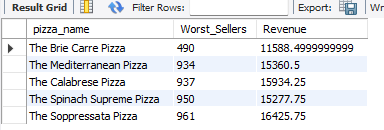 Result Grid Filter Rows: Export: Wr
pizza_name Worst_Sellers Revenue
The Brie Carre Pizza 490 11588.4999999999
The Mediterranean Pizza 934 15360.5
The Calabrese Pizza 937 15934.25
The Spinach Supreme Pizza 950 15277.75
The Soppressata Pizza 961 16425.75